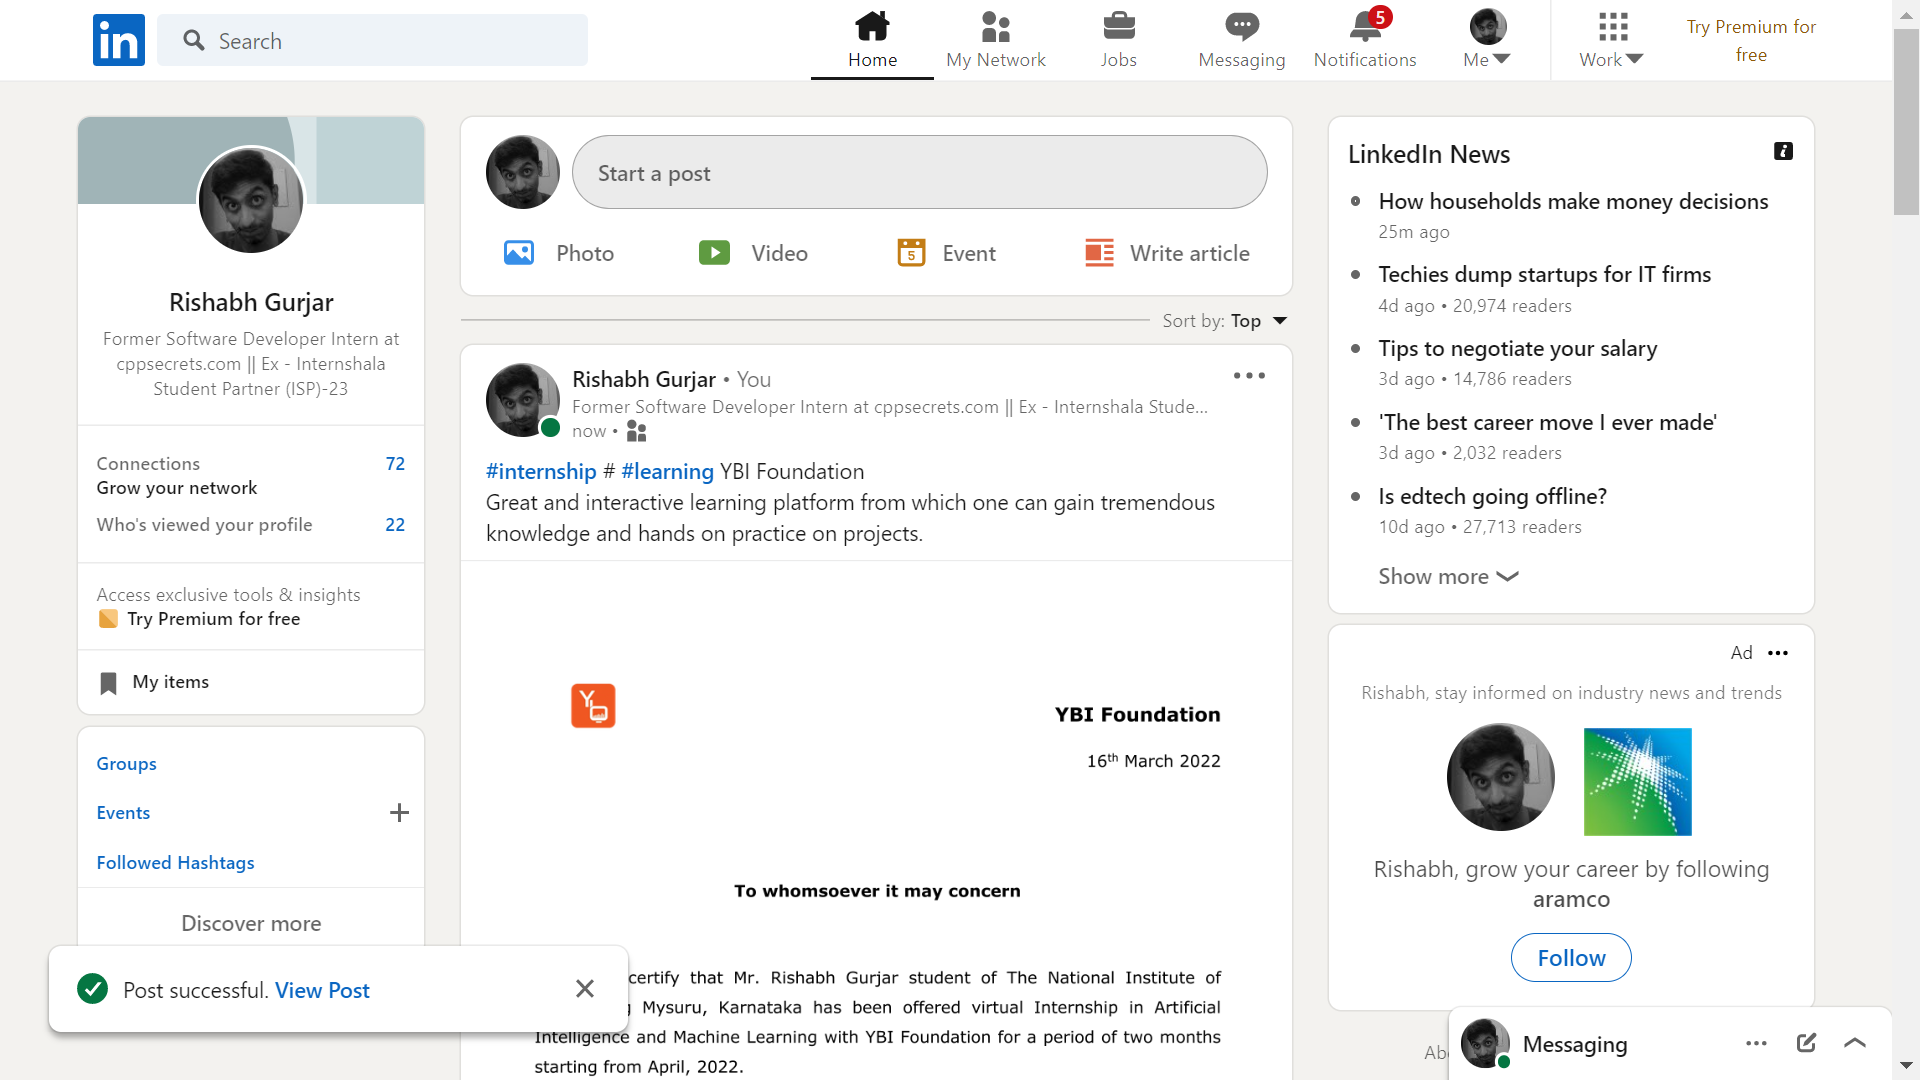 in
Search
Home
My Network
Jobs
Messaging
5
Notifications
Me
Work
Try Premium for
free
Rishabh Gurjar
Former Software Developer Intern at
cppsecrets.com || Ex - Internshala
Student Partner (ISP)-23
Connections 72
Grow your network
Who's viewed your profile 22
Access exclusive tools & insights
Try Premium for free
My items
Groups
Events
Followed Hashtags
Discover more
Post successful. View Post
Start a post
Photo
Video
5
Event
Write article
Sort by: Top
Rishabh Gurjar • You
Former Software Developer Intern at cppsecrets.com || Ex - Internshala Stude...
now •
#internship # #learning YBI Foundation
Great and interactive learning platform from which one can gain tremendous
knowledge and hands on practice on projects.
YBI Foundation
16th March 2022
To whomsoever it may concern
certify that Mr. Rishabh Gurjar student of The National Institute of
Mysuru, Karnataka has been offered virtual Internship in Artificial
Intelligence and Machine Learning with YBI Foundation for a period of two months
starting from April, 2022.
LinkedIn News
How households make money decisions
25m ago
Techies dump startups for IT firms
4d ago • 20,974 readers
Tips to negotiate your salary
3d ago • 14,786 readers
'The best career move I ever made'
3d ago • 2,032 readers
Is edtech going offline?
10d ago • 27,713 readers
Show more
Ad
Rishabh, stay informed on industry news and trends
Rishabh, grow your career by following
aramco
Follow
Messaging